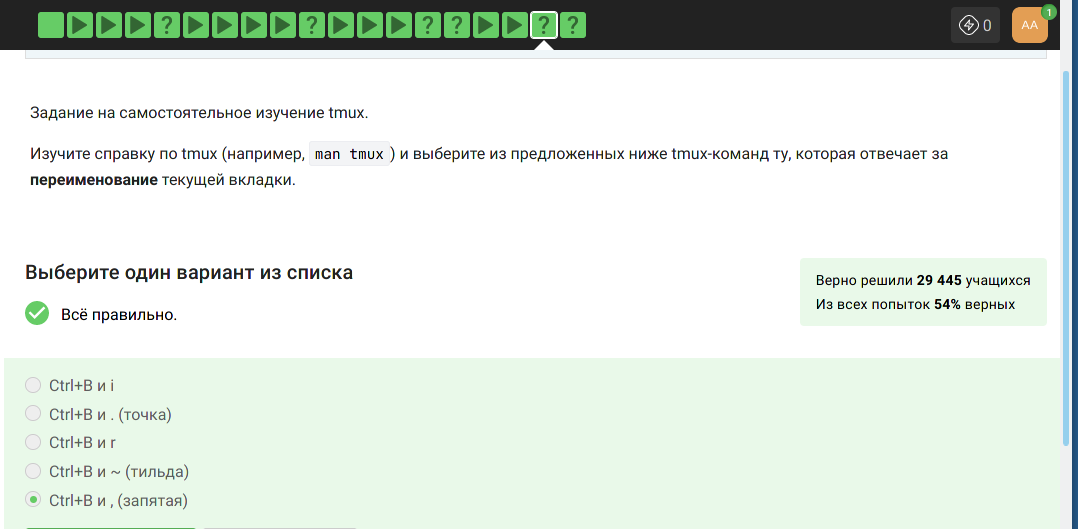 ? ? ? ? ? ? 0 AA 1
Задание на самостоятельное изучение tmux.
Изучите справку по tmux (например, man tmux ) и выберите из предложенных ниже tmux-команд ту, которая отвечает за
переименование текущей вкладки.
Выберите один вариант из списка
Верно решили 29 445 учащихся
Из всех попыток 54% верных
Всё правильно.
Ctrl+B и i
Ctrl+B и . (точка)
Ctrl+B и r
Ctrl+B и ~ (тильда)
Ctrl+B и , (запятая)